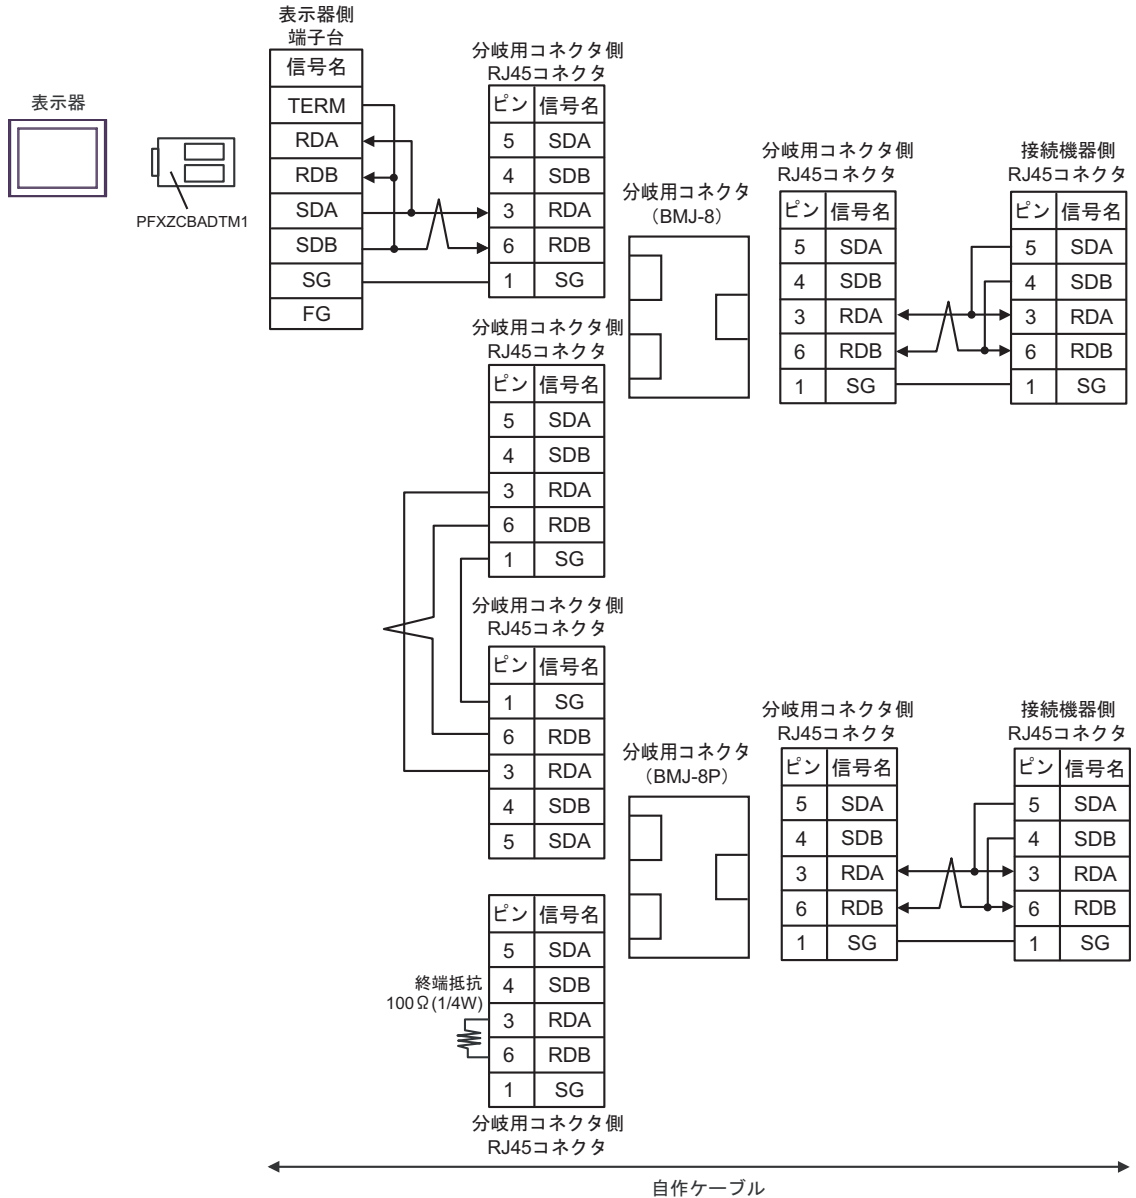 表示器
PFXZCBADTM1
表示器側
端子台
信号名
TERM
RDA
RDB
SDA
SDB
SG
FG
分岐用コネクタ側
RJ45コネクタ
ピン 信号名
5 SDA
4 SDB
3 RDA
6 RDB
1 SG
分岐用コネクタ
(BMJ-8)
分岐用コネクタ側
RJ45コネクタ
ピン 信号名
5 SDA
4 SDB
3 RDA
6 RDB
1 SG
接続機器側
RJ45コネクタ
ピン 信号名
5 SDA
4 SDB
3 RDA
6 RDB
1 SG
分岐用コネクタ側
RJ45コネクタ
ピン 信号名
5 SDA
4 SDB
3 RDA
6 RDB
1 SG
分岐用コネクタ側
RJ45コネクタ
ピン 信号名
1 SG
6 RDB
3 RDA
4 SDB
5 SDA
分岐用コネクタ
(BMJ-8P)
分岐用コネクタ側
RJ45コネクタ
ピン 信号名
5 SDA
4 SDB
3 RDA
6 RDB
1 SG
接続機器側
RJ45コネクタ
ピン 信号名
5 SDA
4 SDB
3 RDA
6 RDB
1 SG
終端抵抗
100Ω(1/4W)
ピン 信号名
5 SDA
4 SDB
3 RDA
6 RDB
1 SG
分岐用コネクタ側
RJ45コネクタ
自作ケーブル